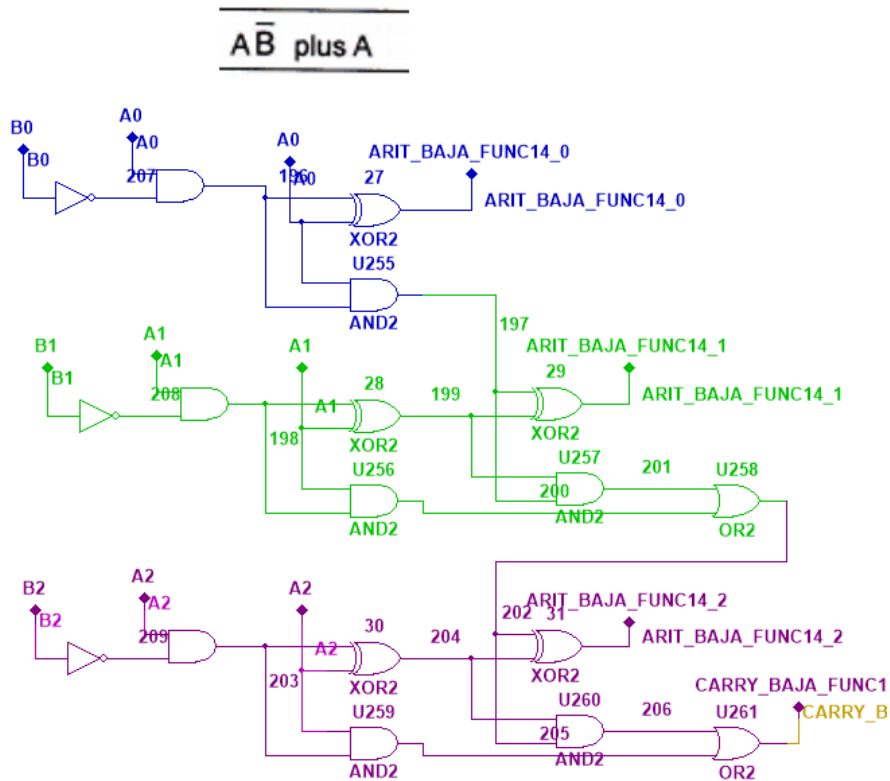 A B̅ plus A
A0
B0
A0
A0
ARIT_BAJA_FUNC14_0
B0
207
196
27
A0
ARIT_BAJA_FUNC14_0
XOR2
U255
AND2
197
A1
A1
ARIT_BAJA_FUNC14_1
B1
A1
B1
208
28
199
29
ARIT_BAJA_FUNC14_1
A1
198
XOR2
XOR2
U256
U257
201
U258
200
AND2
AND2
OR2
A2
A2
ARIT_BAJA_FUNC14_2
B2
A2
B2
202
31
209
30
204
ARIT_BAJA_FUNC14_2
A2
203
XOR2
XOR2
CARRY_BAJA_FUNC1
U259
U260
206
U261
CARRY_B
205
AND2
AND2
OR2